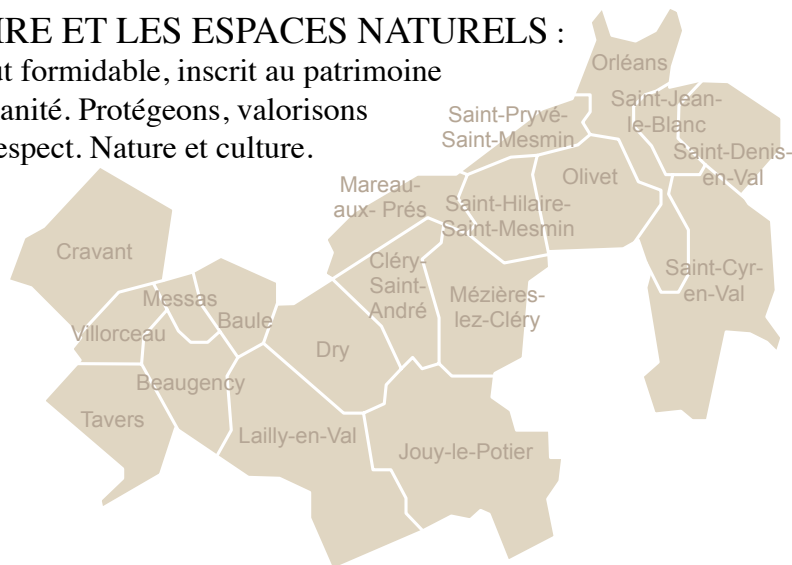 IRE ET LES ESPACES NATURELS :
ut formidable, inscrit au patrimoine
anité. Protégeons, valorisons
espect. Nature et culture.
Orléans
Saint-Jean-
le-Blanc
Saint-Pryvé-
Saint-Mesmin
Saint-Denis-
en-Val
Olivet
Mareau-
aux- Prés
Saint-Hilaire-
Saint-Mesmin
Cravant
Cléry-
Saint-
André
Saint-Cyr-
en-Val
Mézières-
lez-Cléry
Messas
Baule
Villorceau
Dry
Beaugency
Tavers
Lailly-en-Val
Jouy-le-Potier